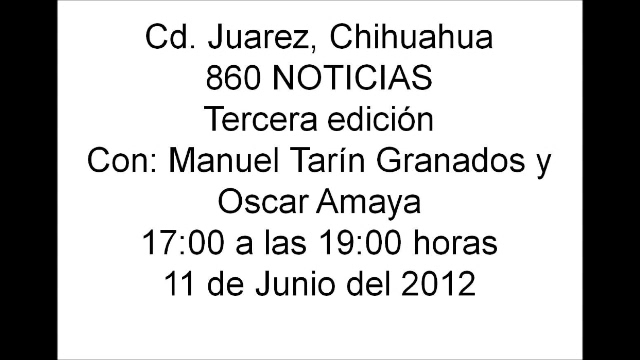 Cd. Juarez, Chihuahua
860 NOTICIAS
Tercera edición
Con: Manuel Tarín Granados y
Oscar Amaya
17:00 a las 19:00 horas
11 de Junio del 2012